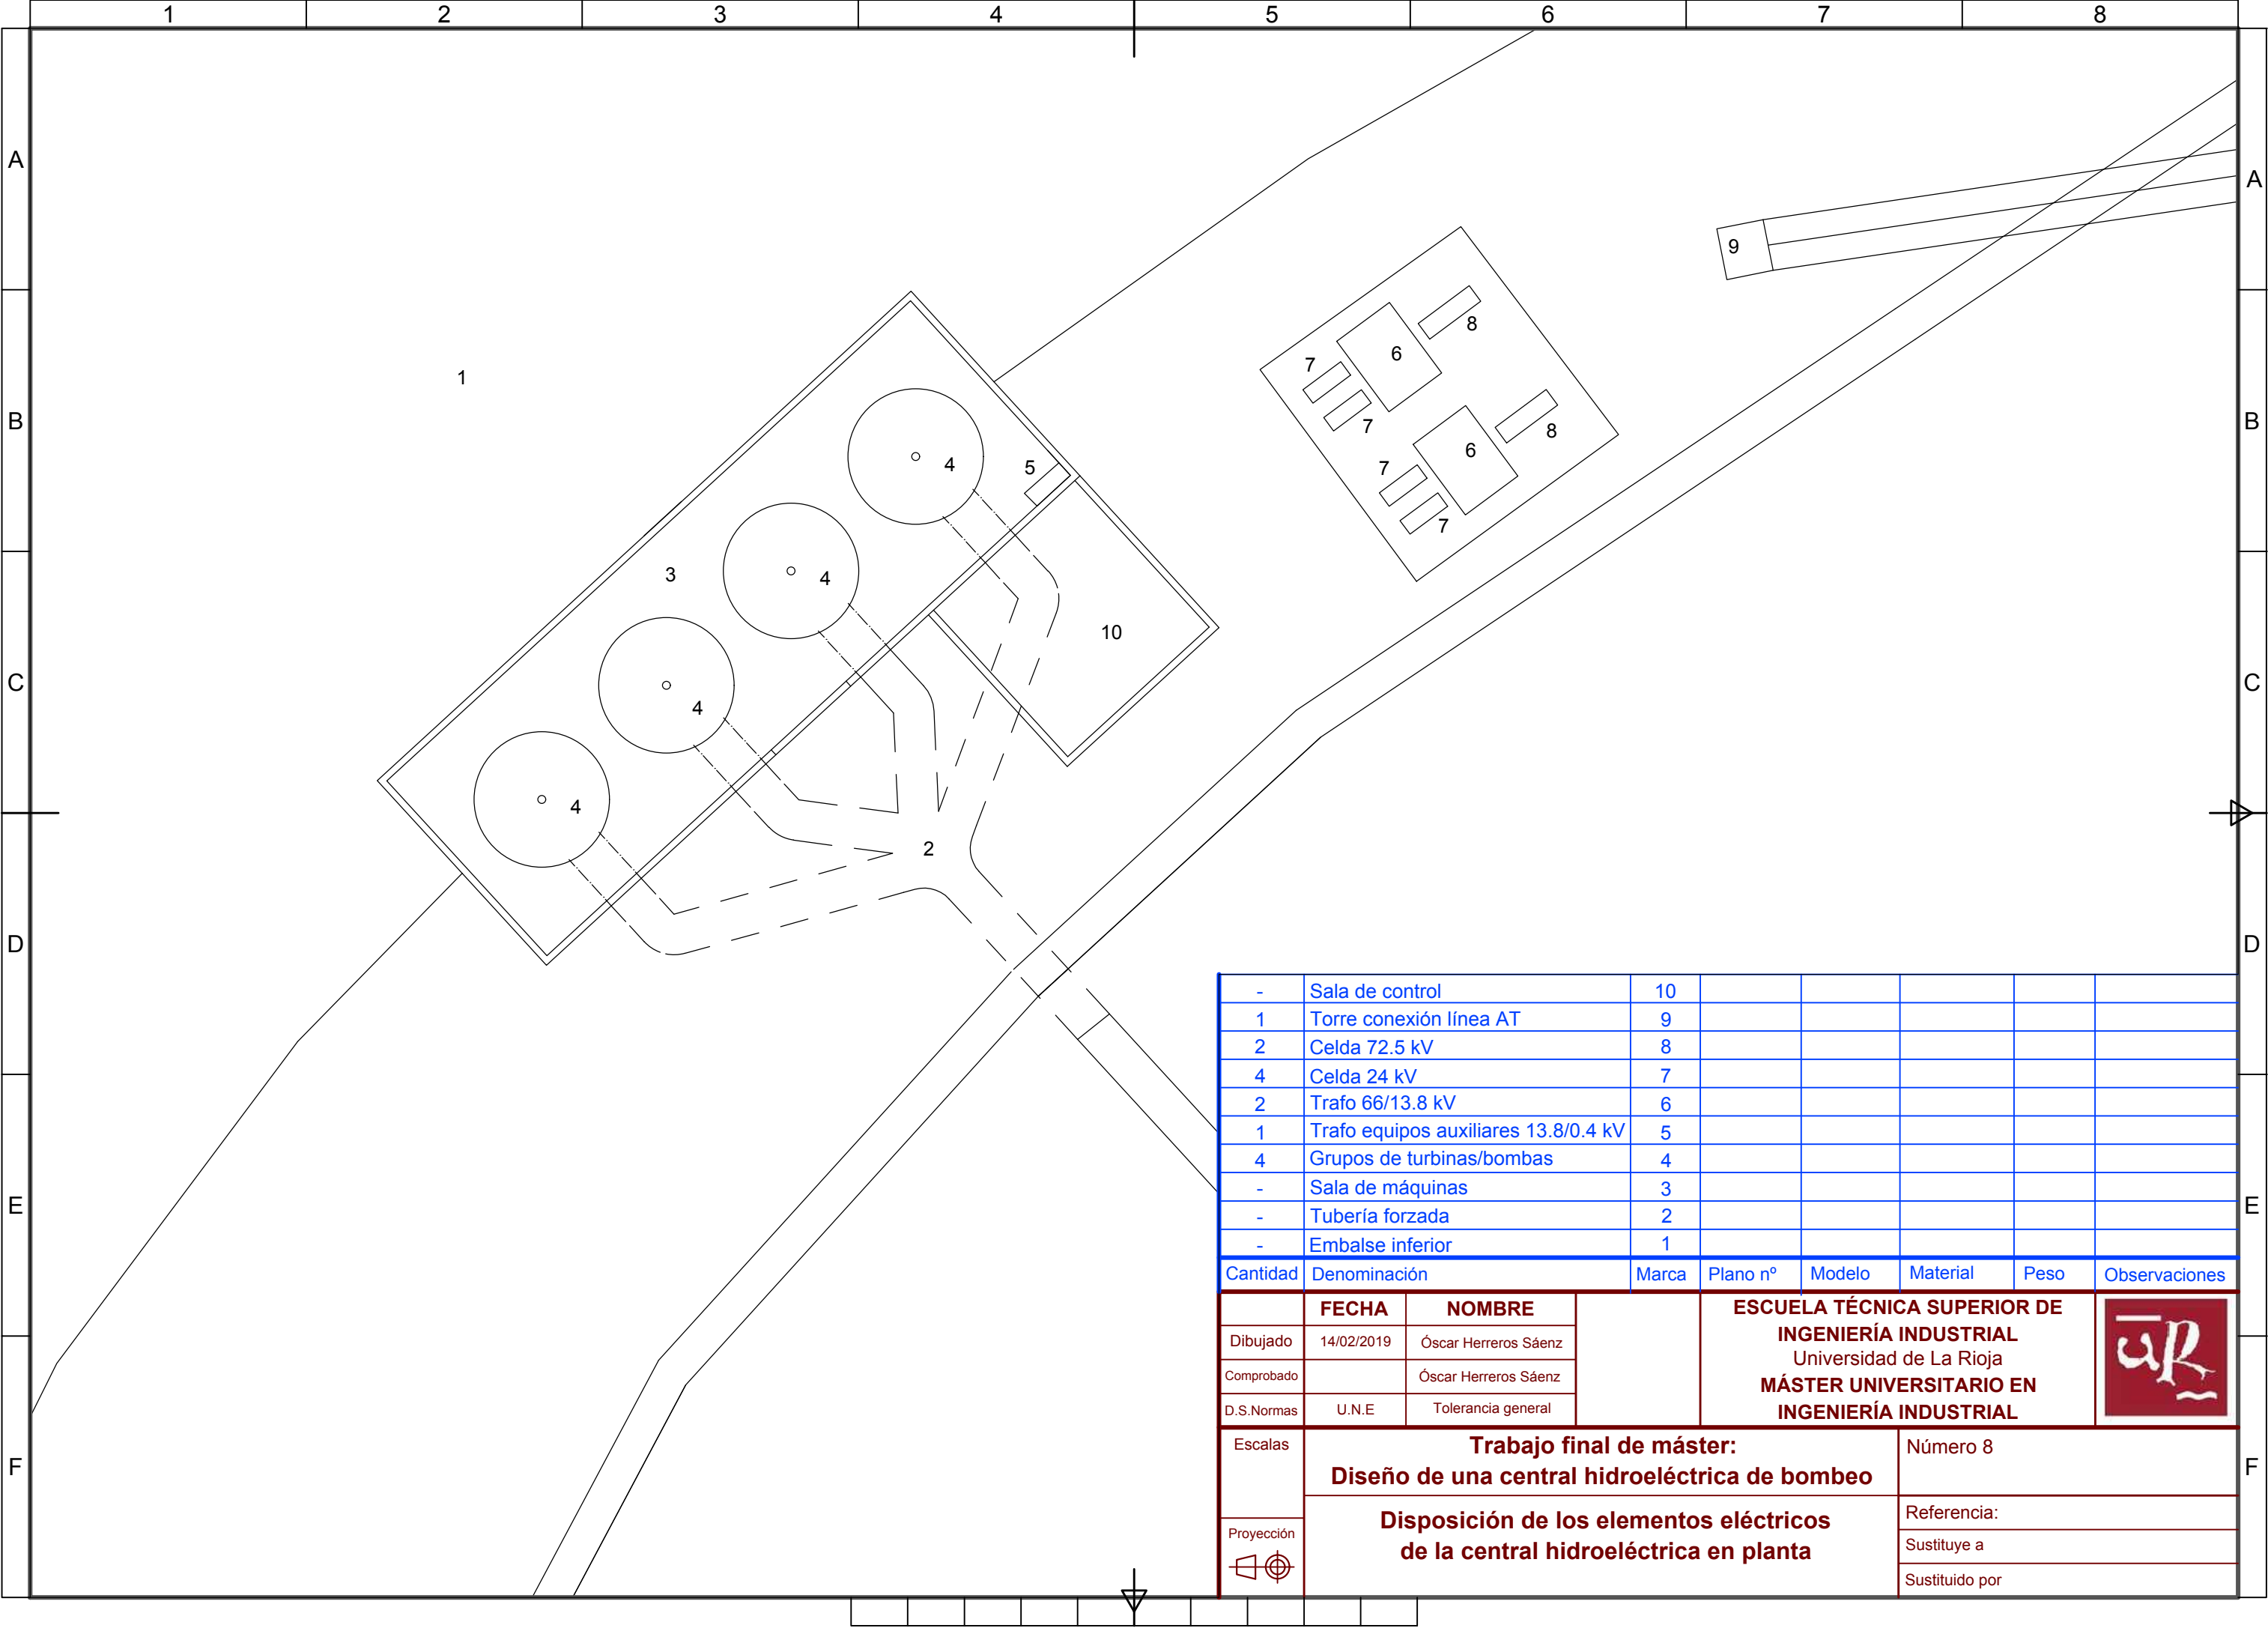 1 2 3 4 5 6 7 8
A A
9
8
1 7 6
7 8
B B
4 5 7 6
7
3 4
10
C C
4
4
2
D D
- Sala de control 10
1 Torre conexión línea AT 9
2 Celda 72.5 kV 8
4 Celda 24 kV 7
2 Trafo 66/13.8 kV 6
1 Trafo equipos auxiliares 13.8/0.4 kV 5
4 Grupos de turbinas/bombas 4
- Sala de máquinas 3
E E
- Tubería forzada 2
- Embalse inferior 1
Cantidad Denominación Marca Plano nº Modelo Material Peso Observaciones
FECHA NOMBRE
Dibujado 14/02/2019 Óscar Herreros Sáenz
Comprobado Óscar Herreros Sáenz
D.S.Normas U.N.E Tolerancia general
ESCUELA TÉCNICA SUPERIOR DE
INGENIERÍA INDUSTRIAL
Universidad de La Rioja
MÁSTER UNIVERSITARIO EN
INGENIERÍA INDUSTRIAL
UR
F F
Escalas
Trabajo final de máster:
Diseño de una central hidroeléctrica de bombeo
Número 8
Proyección
Disposición de los elementos eléctricos
de la central hidroeléctrica en planta
Referencia:
Sustituye a
Sustituido por